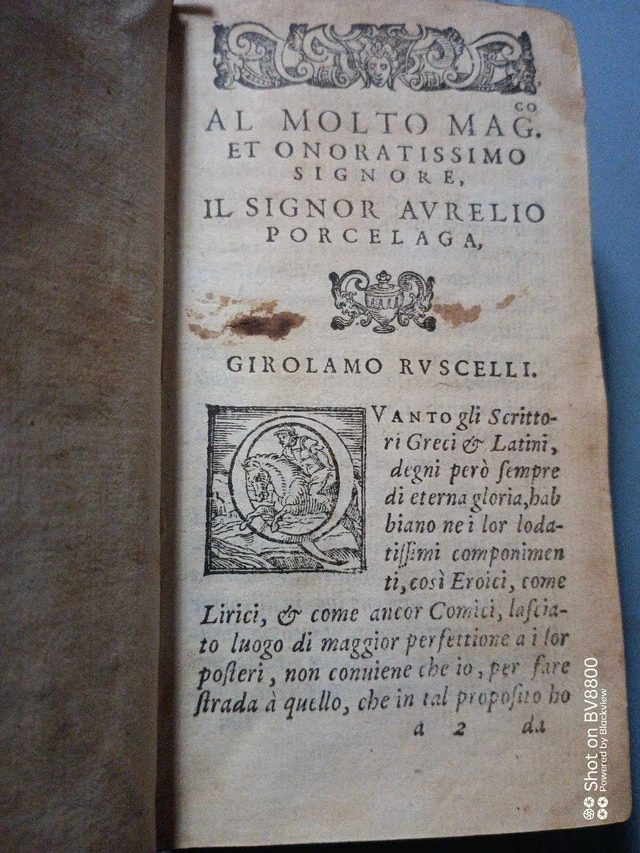 AL MOLTO MAG.CO
ET ONORATISSIMO
SIGNORE,
IL SIGNOR AVRELIO
PORCELAGA,
GIROLAMO RVSCELLI.
QVANTO gli Scritto-
ri Greci & Latini,
degni però ſempre
di eterna gloria, hab
biano ne i lor loda-
tiſſimi componimen
ti, così Eroici, come
Lirici, & come ancor Comici, laſcia-
to luogo di maggior perfettione a i lor
poſteri, non conuiene che io, per fare
ſtrada à quello, che in tal propoſito ho
a 2 da
Shot on BV8800
Powered by Blackview